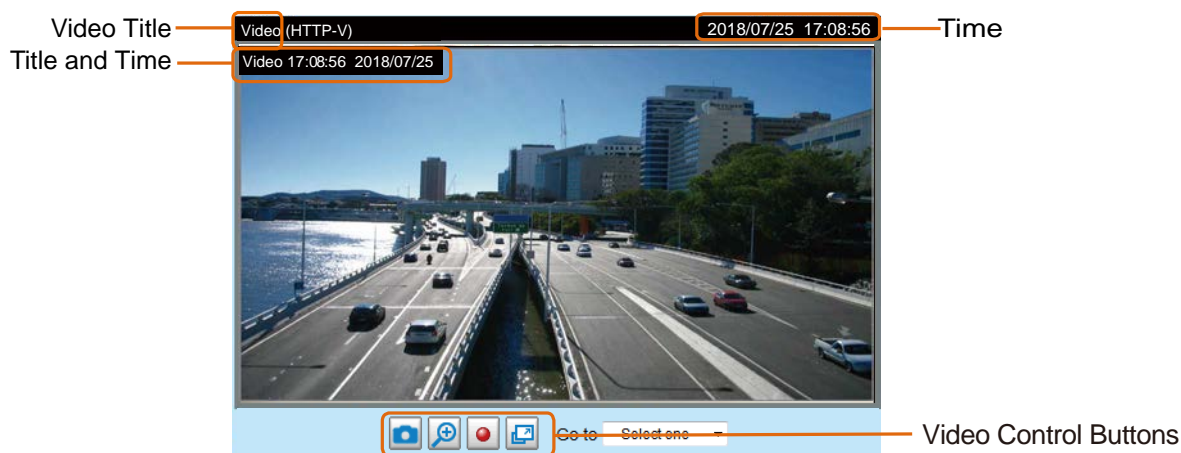 Video Title
Video (HTTP-V)
2018/07/25 17:08:56
Time
Title and Time
Video 17:08:56 2018/07/25
Go to
Select one
Video Control Buttons